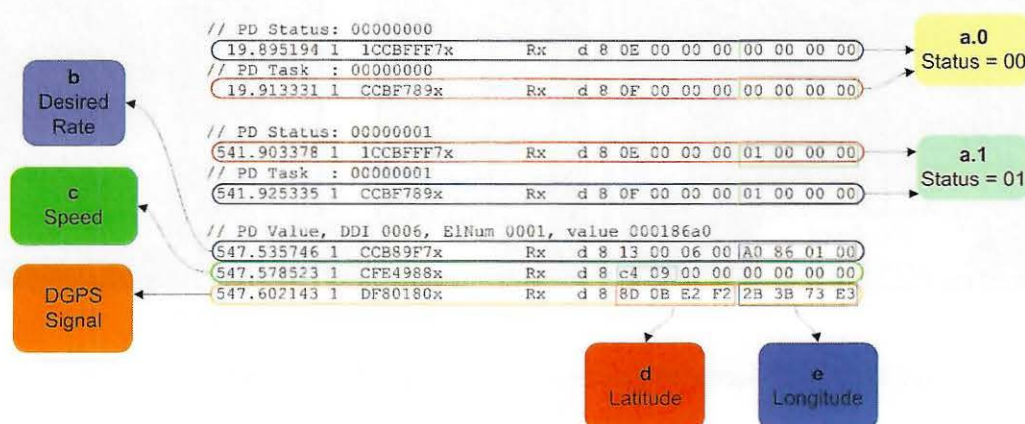 // PD Status: 00000000
19.895194 1 1CCBFFF7x Rx d 8 0E 00 00 00 00 00 00 00
// PD Task : 00000000
19.913331 1 CCBF789x Rx d 8 0F 00 00 00 00 00 00 00
a.0
Status = 00
b
Desired
Rate
// PD Status: 00000001
541.903378 1 1CCBFFF7x Rx d 8 0E 00 00 00 01 00 00 00
// PD Task : 00000001
541.925335 1 CCBF789x Rx d 8 0F 00 00 00 01 00 00 00
a.1
Status = 01
c
Speed
// PD Value, DDI 0006, ElNum 0001, value 000186a0
547.535746 1 CCB89F7x Rx d 8 13 00 06 00 A0 86 01 00
547.578523 1 CFE4988x Rx d 8 c4 09 00 00 00 00 00 00
547.602143 1 DF80180x Rx d 8 8D 0B E2 F2 2B 3B 73 E3
DGPS
Signal
d
Latitude
e
Longitude